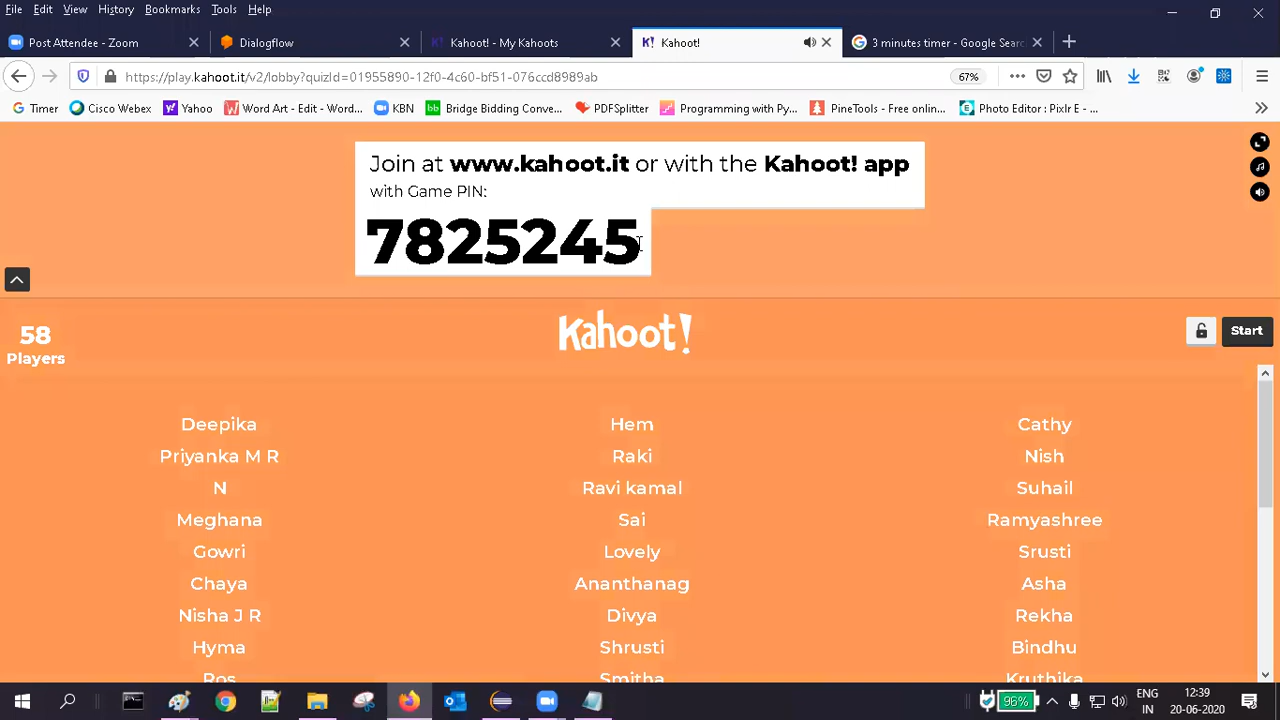 File Edit View History Bookmarks Tools Help
Post Attendee - Zoom
Dialogflow
K! Kahoot! - My Kahoots
K! Kahoot!
3 minutes timer - Google Searc
https://play.kahoot.it/v2/lobby?quizId=01955890-12f0-4c60-bf51-076ccd8989ab
67%
Timer Cisco Webex Yahoo Word Art - Edit - Word... KBN bb Bridge Bidding Conve... PDFSplitter Programming with Py... PineTools - Free onlin... Photo Editor : Pixlr E - ...
Join at www.kahoot.it or with the Kahoot! app
with Game PIN:
7825245
58
Players
Kahoot!
Start
Deepika Hem Cathy
Priyanka M R Raki Nish
N Ravi kamal Suhail
Meghana Sai Ramyashree
Gowri Lovely Srusti
Chaya Ananthanag Asha
Nisha J R Divya Rekha
Hyma Shrusti Bindhu
Ros Smitha Kruthika
96%
ENG
IN
12:39
20-06-2020